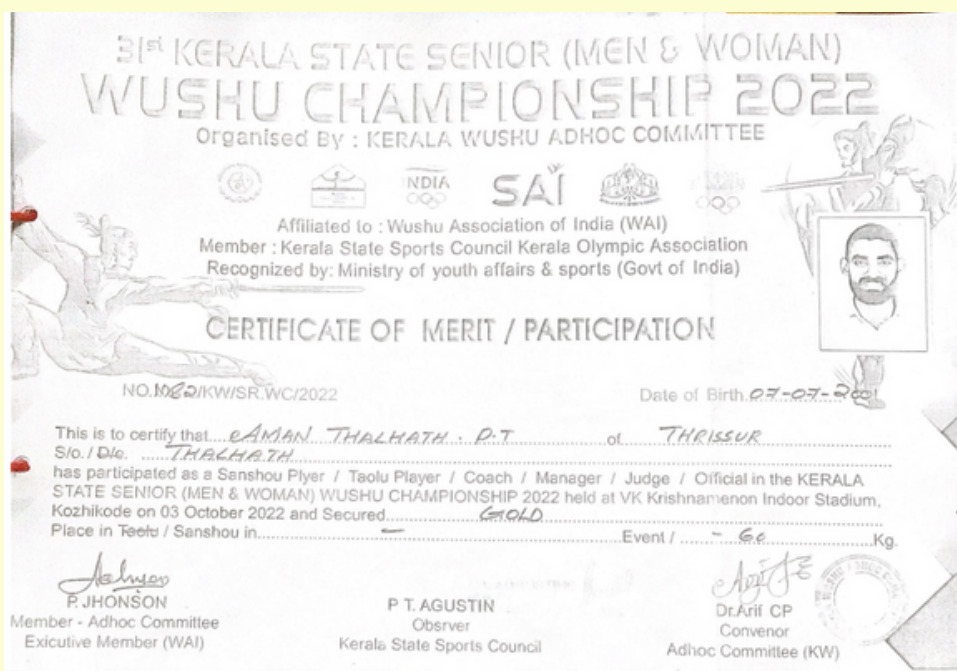 31st KERALA STATE SENIOR (MEN & WOMAN)
WUSHU CHAMPIONSHIP 2022
Organised By : KERALA WUSHU ADHOC COMMITTEE
INDIA
SAI
Affiliated to : Wushu Association of India (WAI)
Member : Kerala State Sports Council Kerala Olympic Association
Recognized by: Ministry of youth affairs & sports (Govt of India)
CERTIFICATE OF MERIT / PARTICIPATION
NO.1082/KW/SR.WC/2022
Date of Birth.07-07-2001
This is to certify that....AMAN THALHATH . P.T of THRISSUR
S/o. / D/o. THALHATH
has participated as a Sanshou Plyer / Taolu Player / Coach / Manager / Judge / Official in the KERALA
STATE SENIOR (MEN & WOMAN) WUSHU CHAMPIONSHIP 2022 held at VK Krishnamenon Indoor Stadium,
Kozhikode on 03 October 2022 and Secured GOLD
Place in Taolu / Sanshou in - Event / - 60 Kg.
P. JHONSON
Member - Adhoc Committee
Exicutive Member (WAI)
P T. AGUSTIN
Obsrver
Kerala State Sports Council
Dr.Arif CP
Convenor
Adhoc Committee (KW)